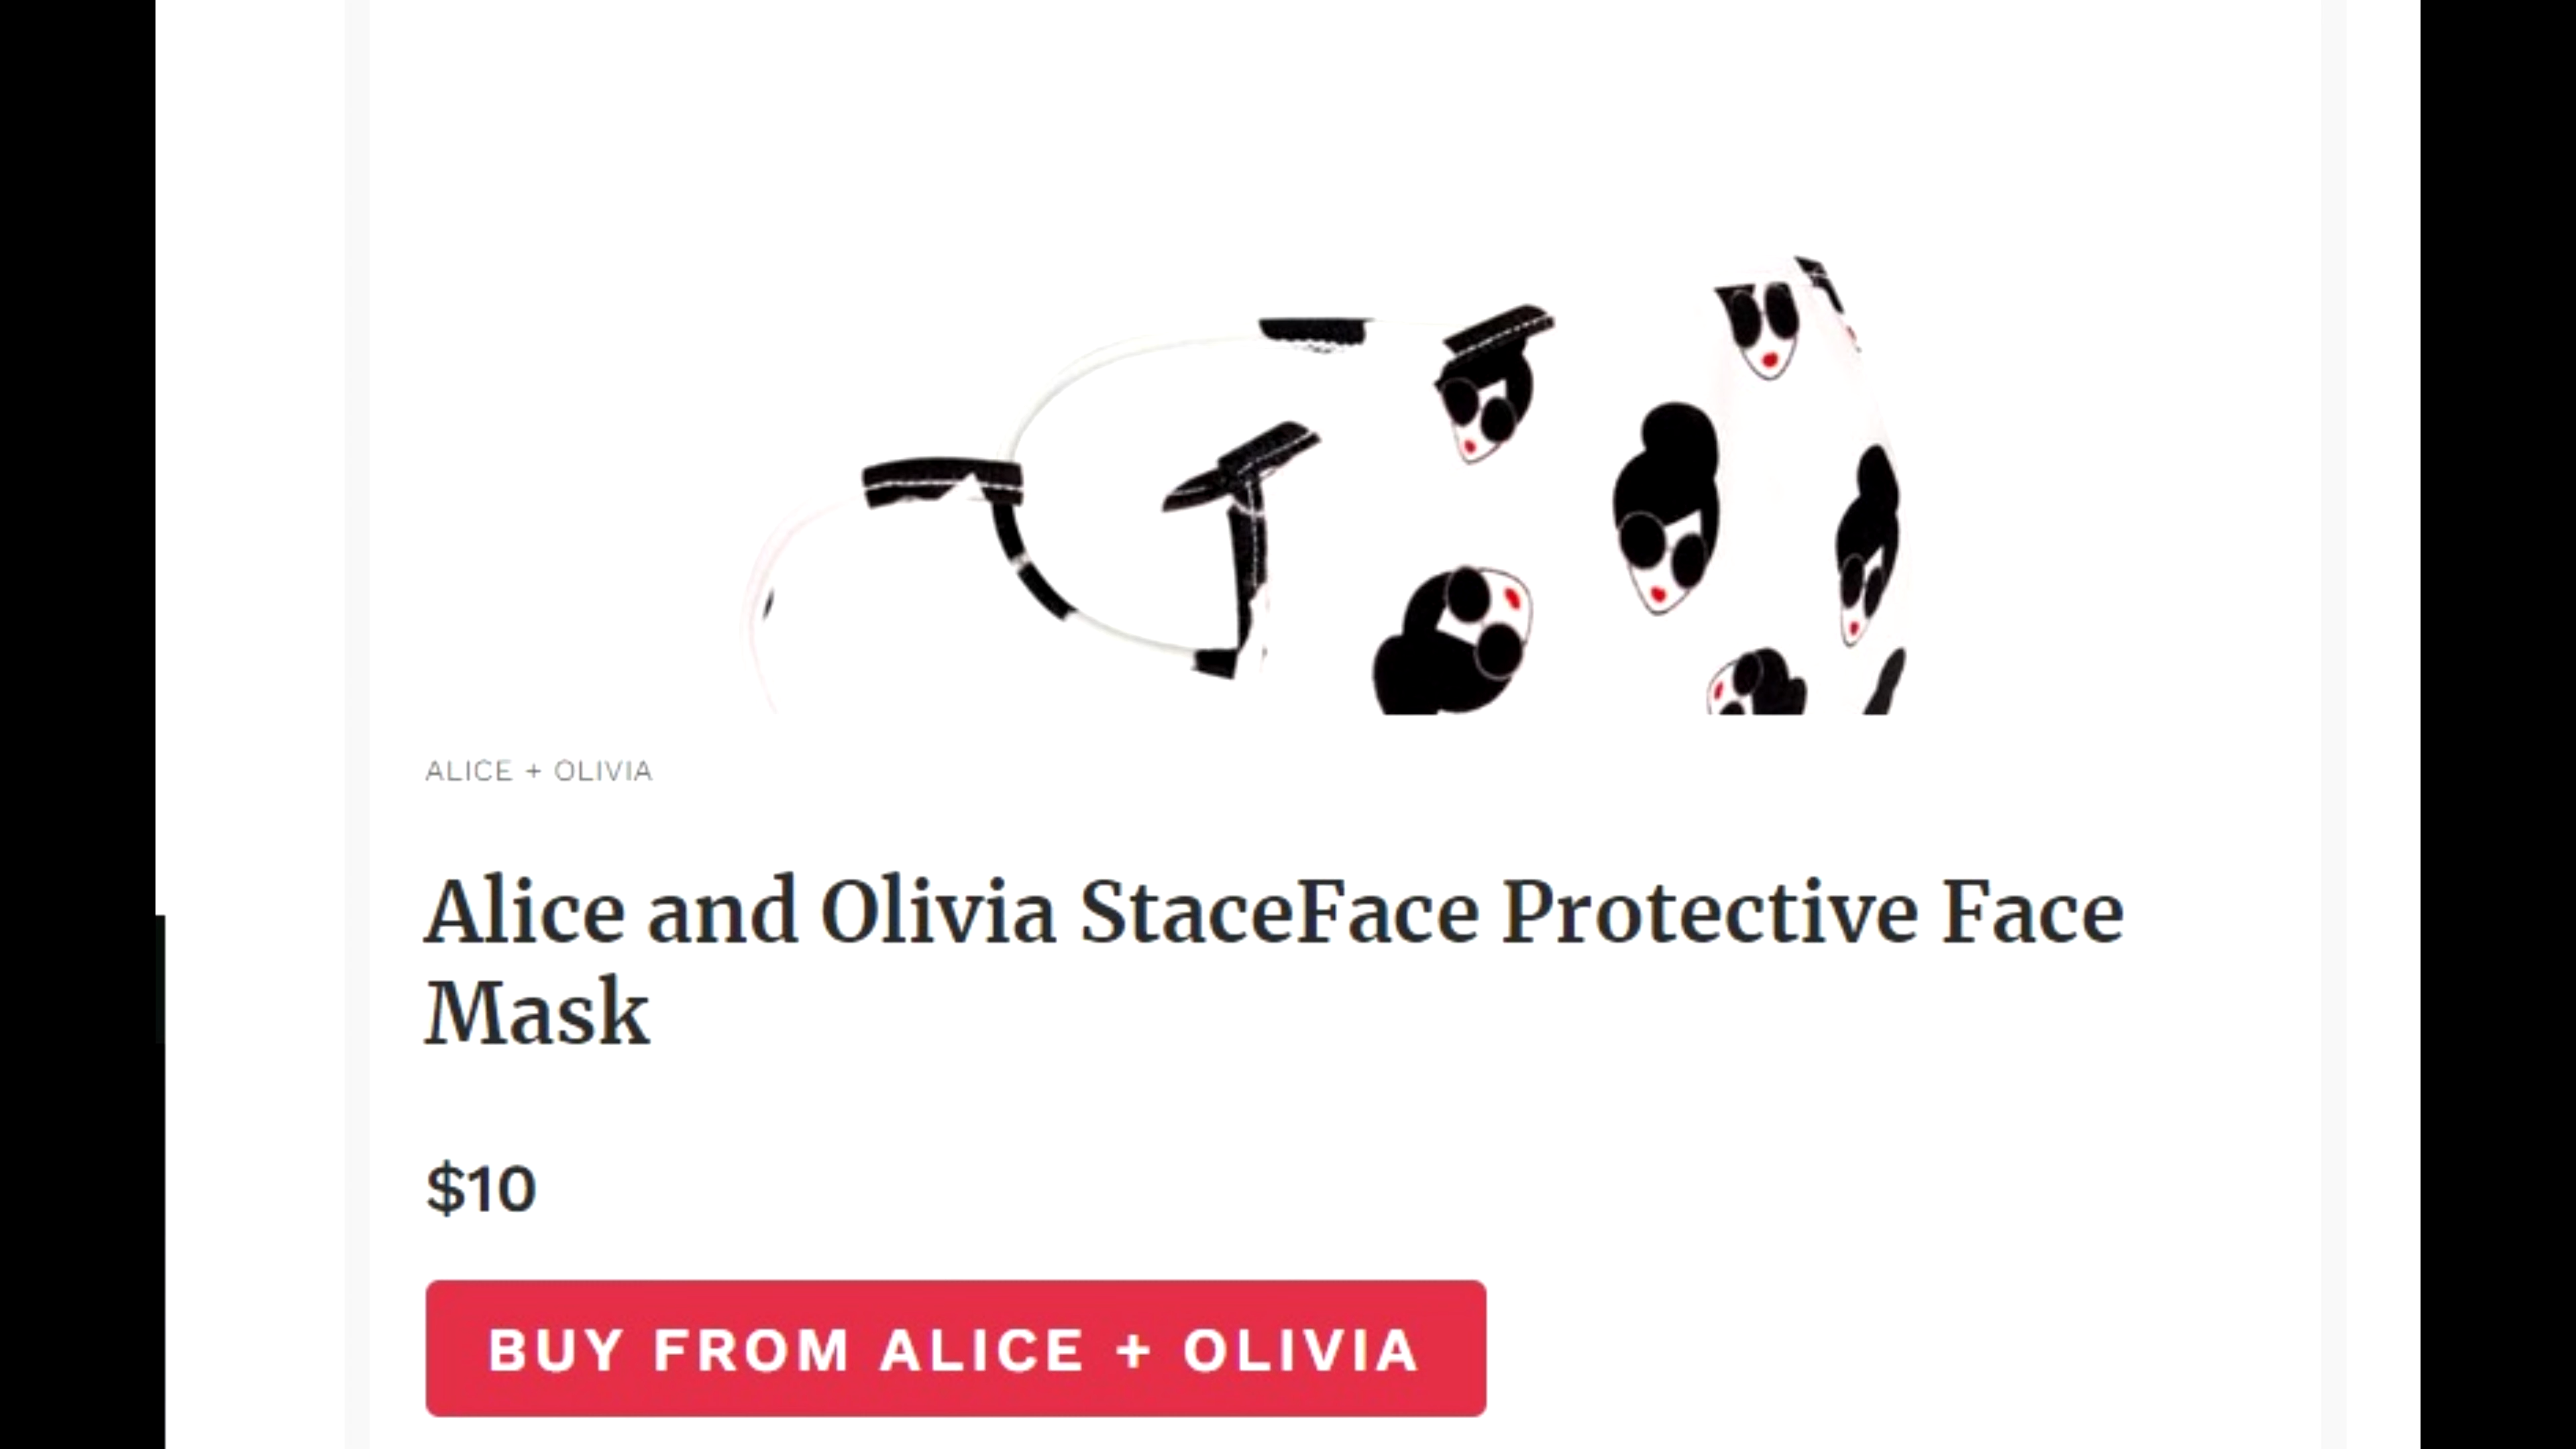 ALICE + OLIVIA
Alice and Olivia StaceFace Protective Face
Mask
$10
BUY FROM ALICE + OLIVIA